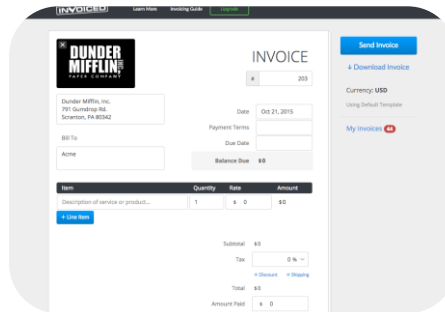 INVOICED Learn More Invoicing Guide Upgrade
DUNDER
MIFFLIN INC
PAPER COMPANY
INVOICE
# 203
Dunder Mifflin, Inc.
791 Gumdrop Rd.
Scranton, PA 80342
Date Oct 21, 2015
Payment Terms
Due Date
Balance Due $0
Bill To
Acme
Item Quantity Rate Amount
Description of service or product... 1 $ 0 $0
+ Line Item
Subtotal $0
Tax 0 %
+ Discount + Shipping
Total $0
Amount Paid $ 0
Send Invoice
Download Invoice
Currency: USD
Using Default Template
My Invoices 44